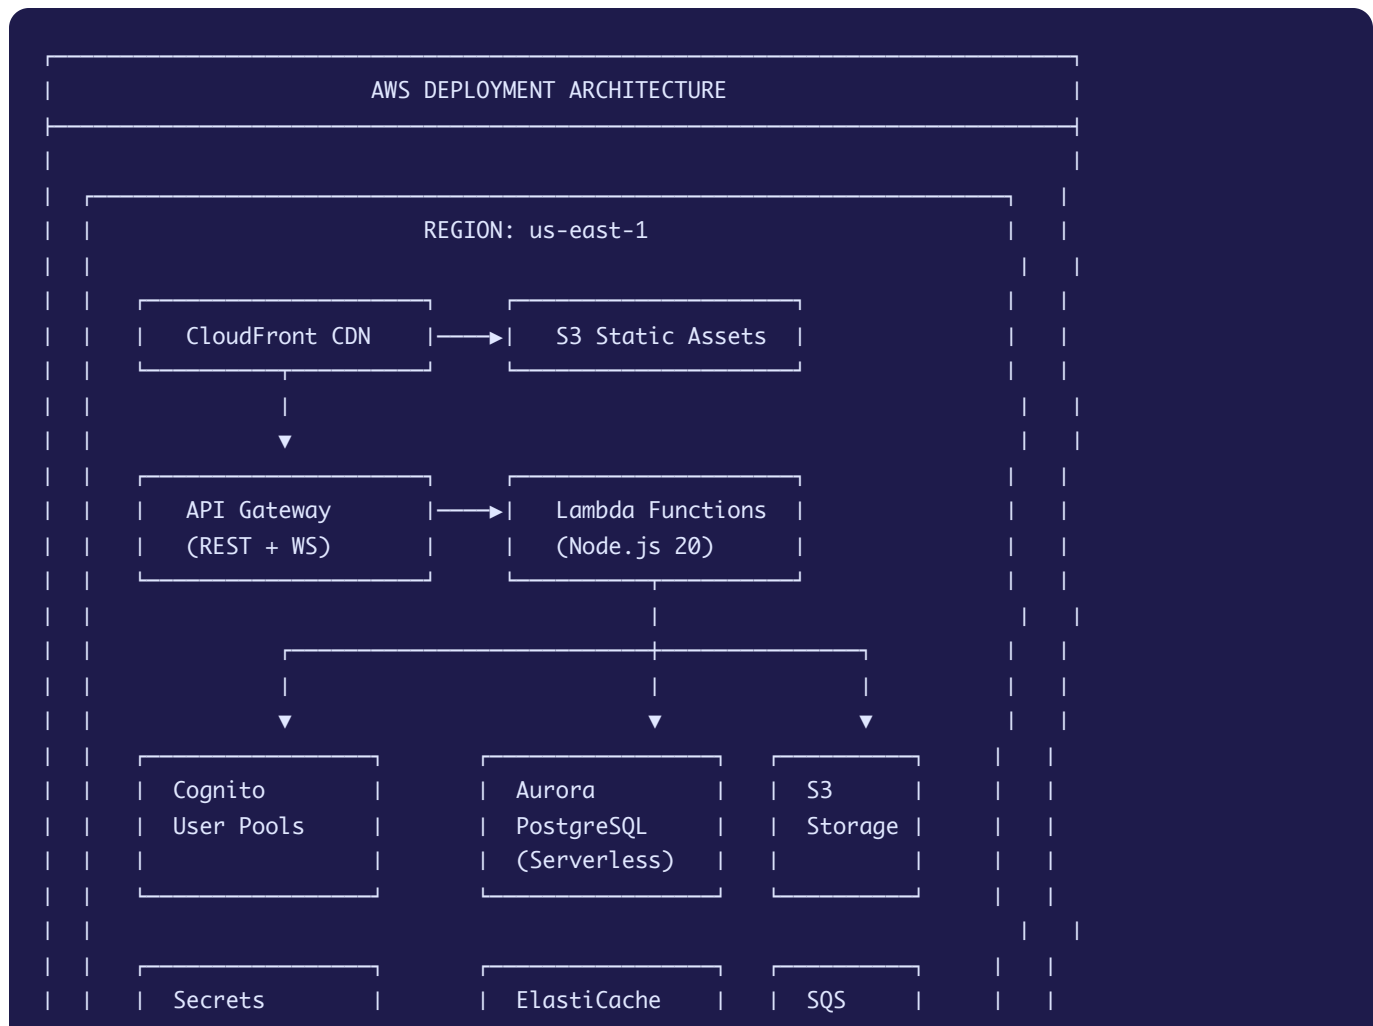 AWS DEPLOYMENT ARCHITECTURE
REGION: us-east-1
CloudFront CDN S3 Static Assets
API Gateway Lambda Functions
(REST + WS) (Node.js 20)
Cognito Aurora S3
User Pools PostgreSQL Storage
(Serverless)
Secrets ElastiCache SQS